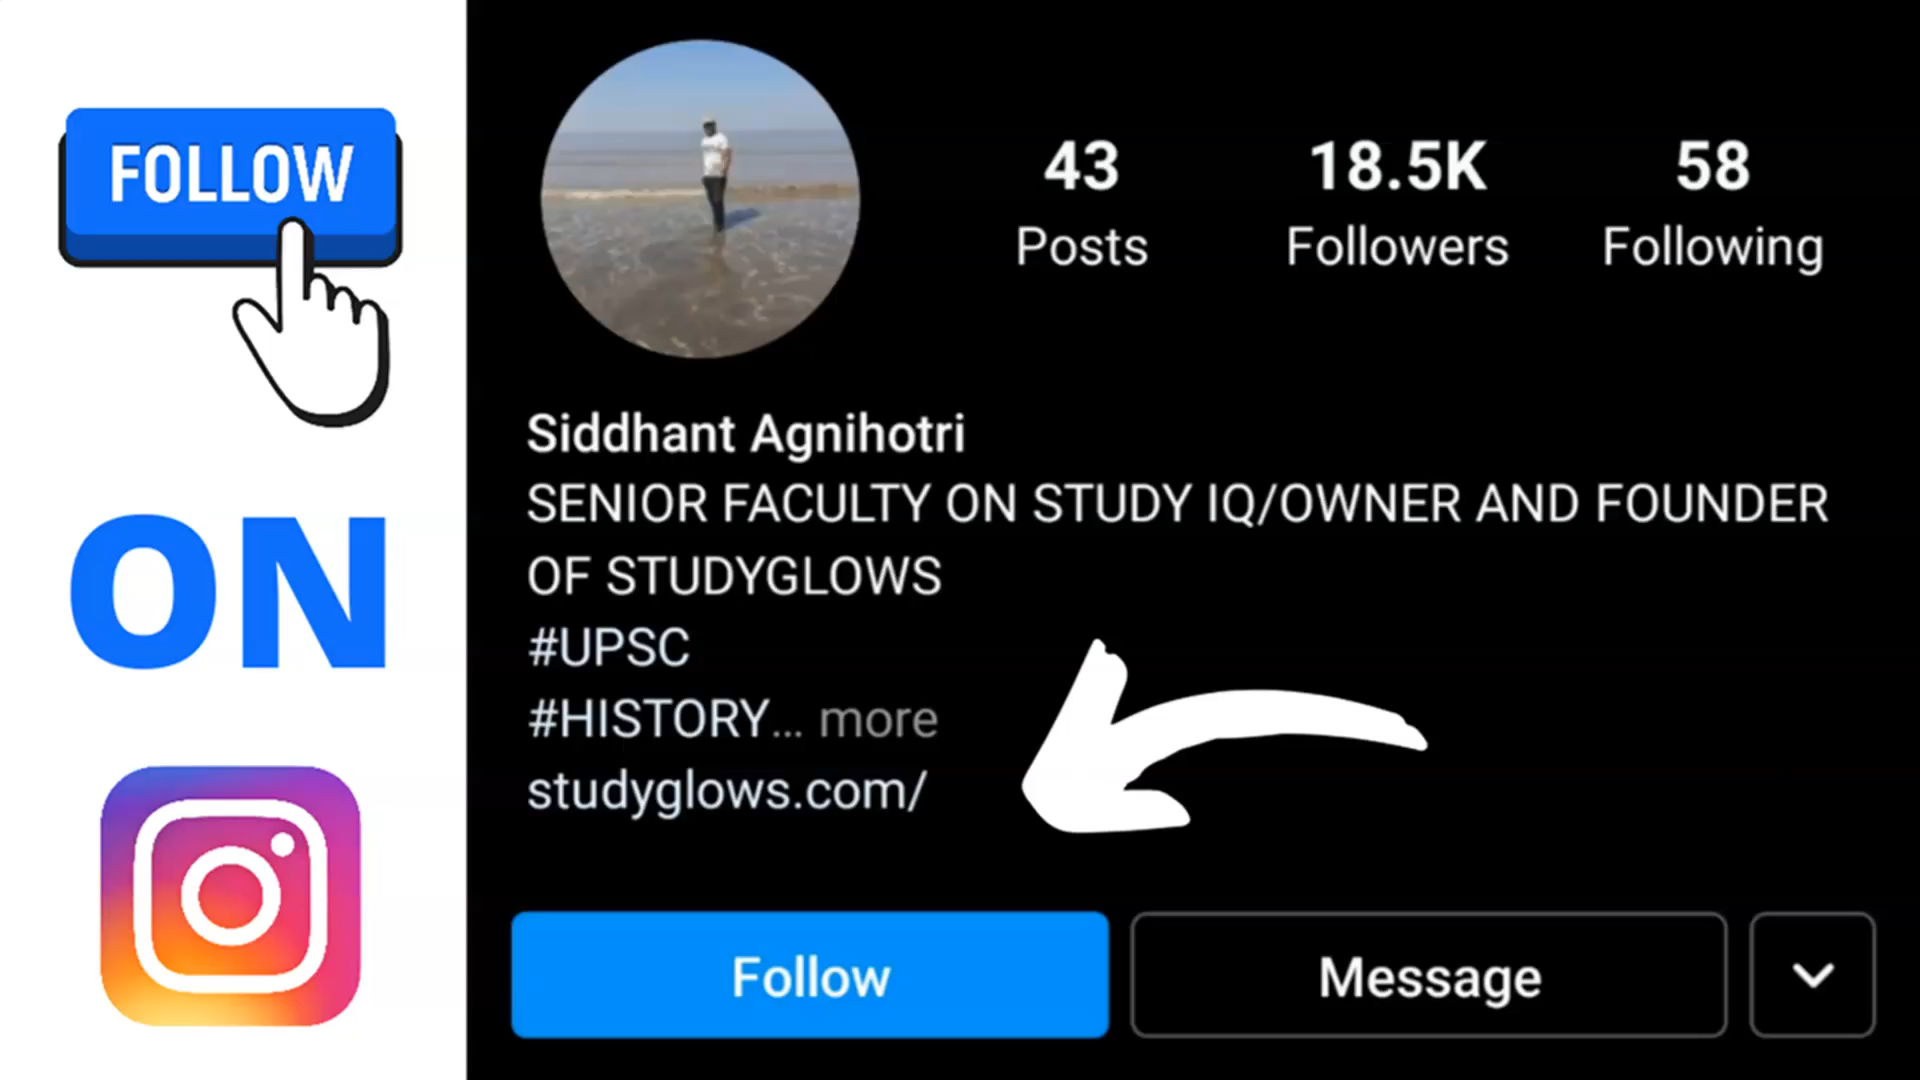 FOLLOW
ON
43
Posts
18.5K
Followers
58
Following
Siddhant Agnihotri
SENIOR FACULTY ON STUDY IQ/OWNER AND FOUNDER
OF STUDYGLOWS
#UPSC
#HISTORY... more
studyglows.com/
Follow
Message